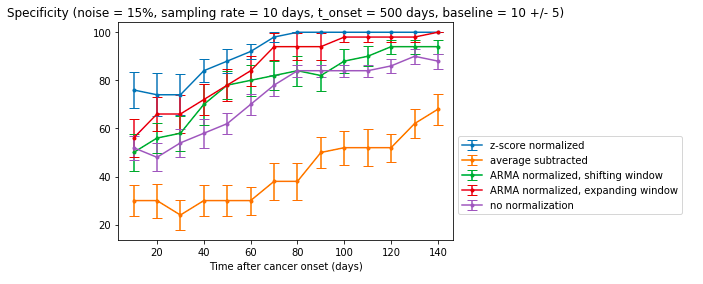 Specificity (noise = 15%, sampling rate = 10 days, t_onset = 500 days, baseline = 10 +/- 5)
100
80
60
40
20
20 40 60 80 100 120 140
Time after cancer onset (days)
z-score normalized
average subtracted
ARMA normalized, shifting window
ARMA normalized, expanding window
no normalization